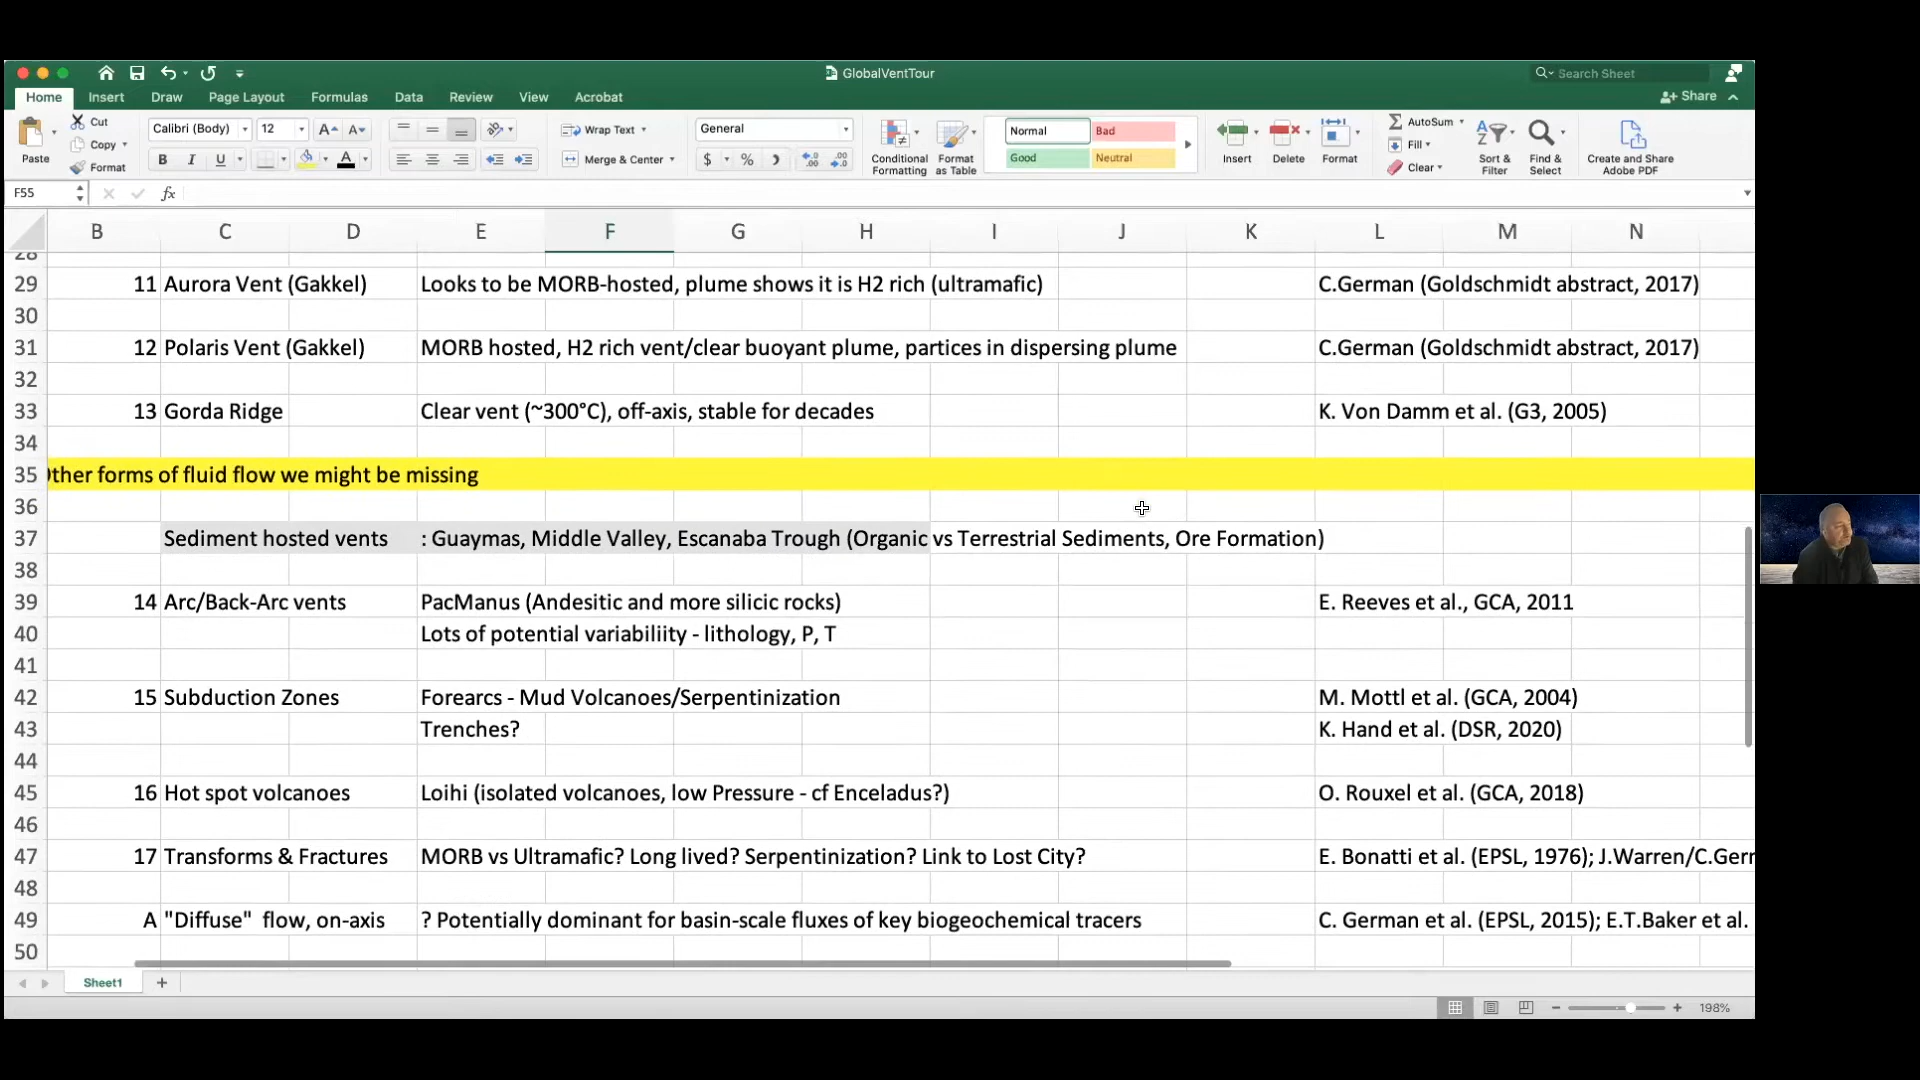 GlobalVentTour
Search Sheet
Home Insert Draw Page Layout Formulas Data Review View Acrobat
Share
Paste
Cut
Copy
Format
Calibri (Body) 12
B I U
Wrap Text
Merge & Center
General
$ %
Conditional Formatting
Format as Table
Normal Bad
Good Neutral
Insert Delete Format
AutoSum
Fill
Clear
Sort & Filter
Find & Select
Create and Share Adobe PDF
F55 fx
B C D E F G H I J K L M N
28
29 11 Aurora Vent (Gakkel) Looks to be MORB-hosted, plume shows it is H2 rich (ultramafic) C.German (Goldschmidt abstract, 2017)
30
31 12 Polaris Vent (Gakkel) MORB hosted, H2 rich vent/clear buoyant plume, partices in dispersing plume C.German (Goldschmidt abstract, 2017)
32
33 13 Gorda Ridge Clear vent (~300°C), off-axis, stable for decades K. Von Damm et al. (G3, 2005)
34
35 ther forms of fluid flow we might be missing
36
37 Sediment hosted vents : Guaymas, Middle Valley, Escanaba Trough (Organic vs Terrestrial Sediments, Ore Formation)
38
39 14 Arc/Back-Arc vents PacManus (Andesitic and more silicic rocks) E. Reeves et al., GCA, 2011
40 Lots of potential variabiliity - lithology, P, T
41
42 15 Subduction Zones Forearcs - Mud Volcanoes/Serpentinization M. Mottl et al. (GCA, 2004)
43 Trenches? K. Hand et al. (DSR, 2020)
44
45 16 Hot spot volcanoes Loihi (isolated volcanoes, low Pressure - cf Enceladus?) O. Rouxel et al. (GCA, 2018)
46
47 17 Transforms & Fractures MORB vs Ultramafic? Long lived? Serpentinization? Link to Lost City? E. Bonatti et al. (EPSL, 1976); J.Warren/C.Gerr
48
49 A "Diffuse" flow, on-axis ? Potentially dominant for basin-scale fluxes of key biogeochemical tracers C. German et al. (EPSL, 2015); E.T.Baker et al.
50
Sheet1
198%